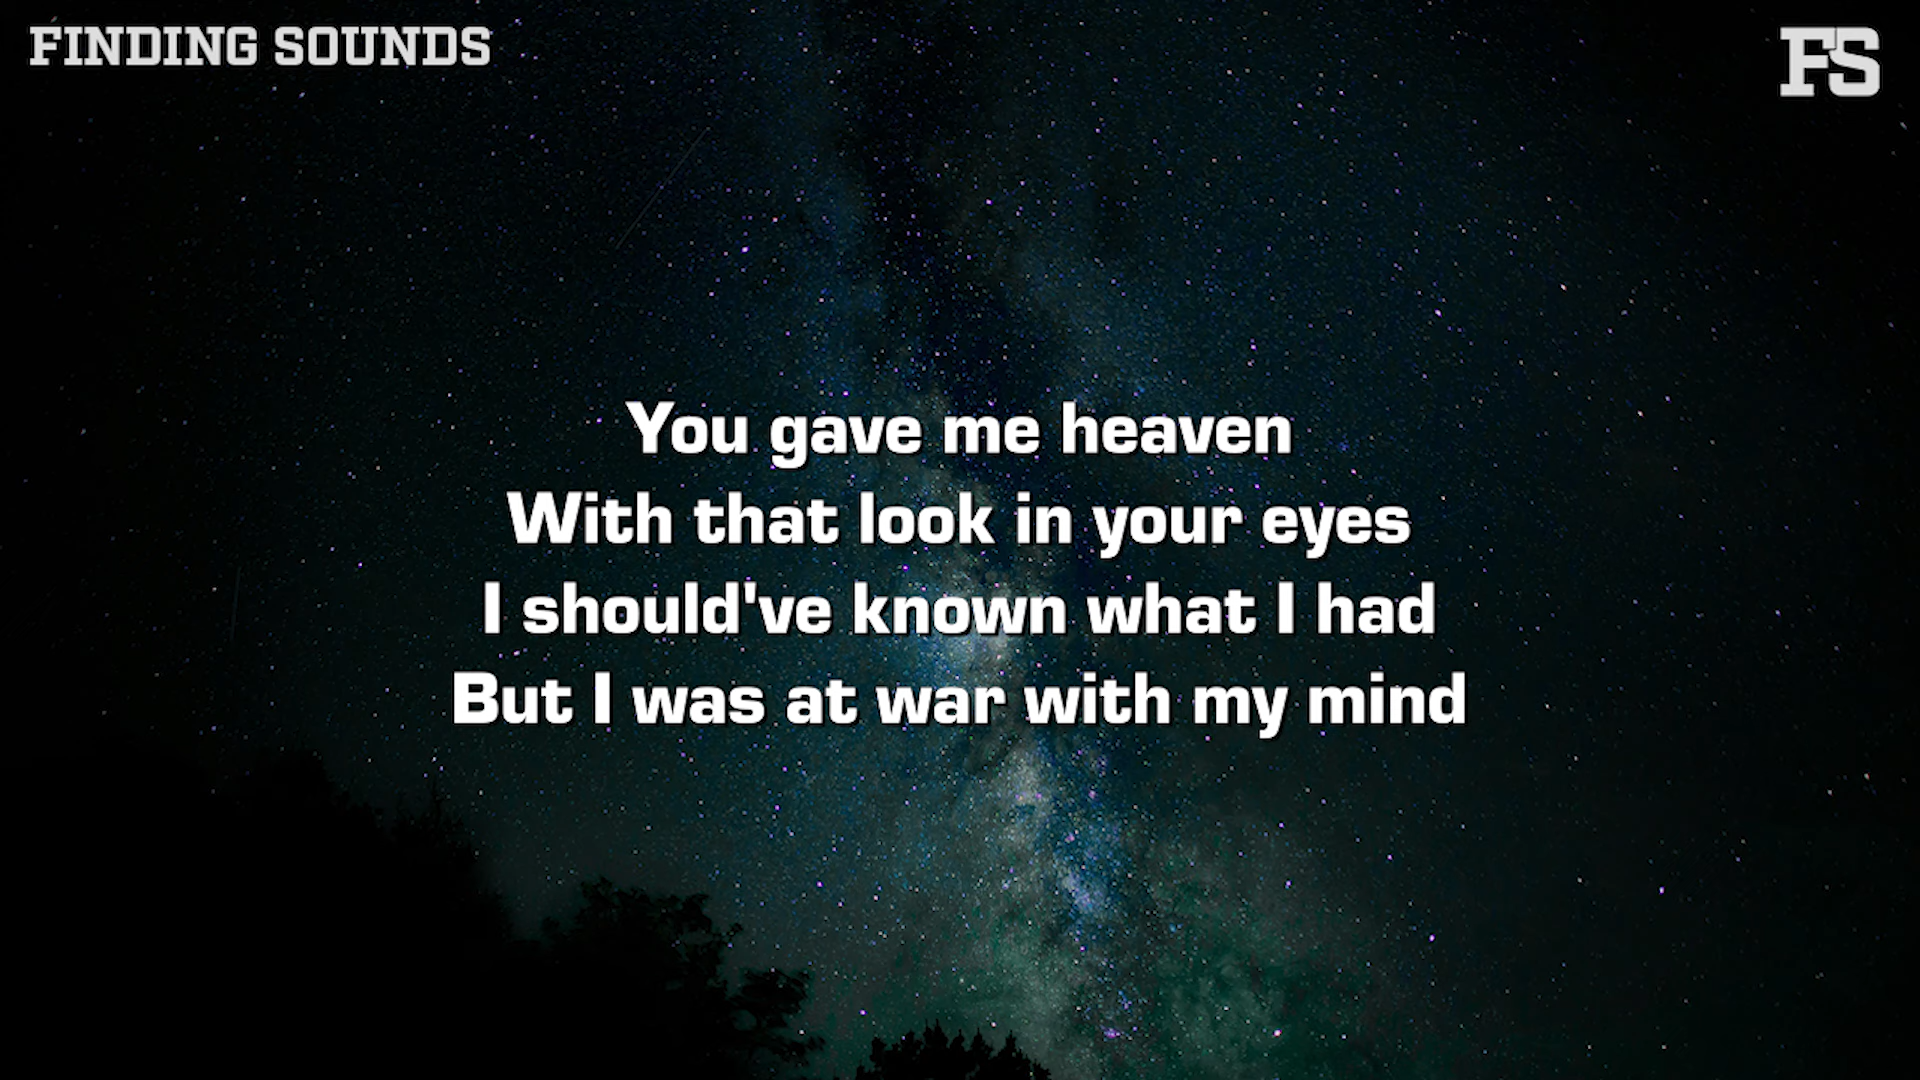 FINDING SOUNDS
FS
You gave me heaven
With that look in your eyes
I should've known what I had
But I was at war with my mind